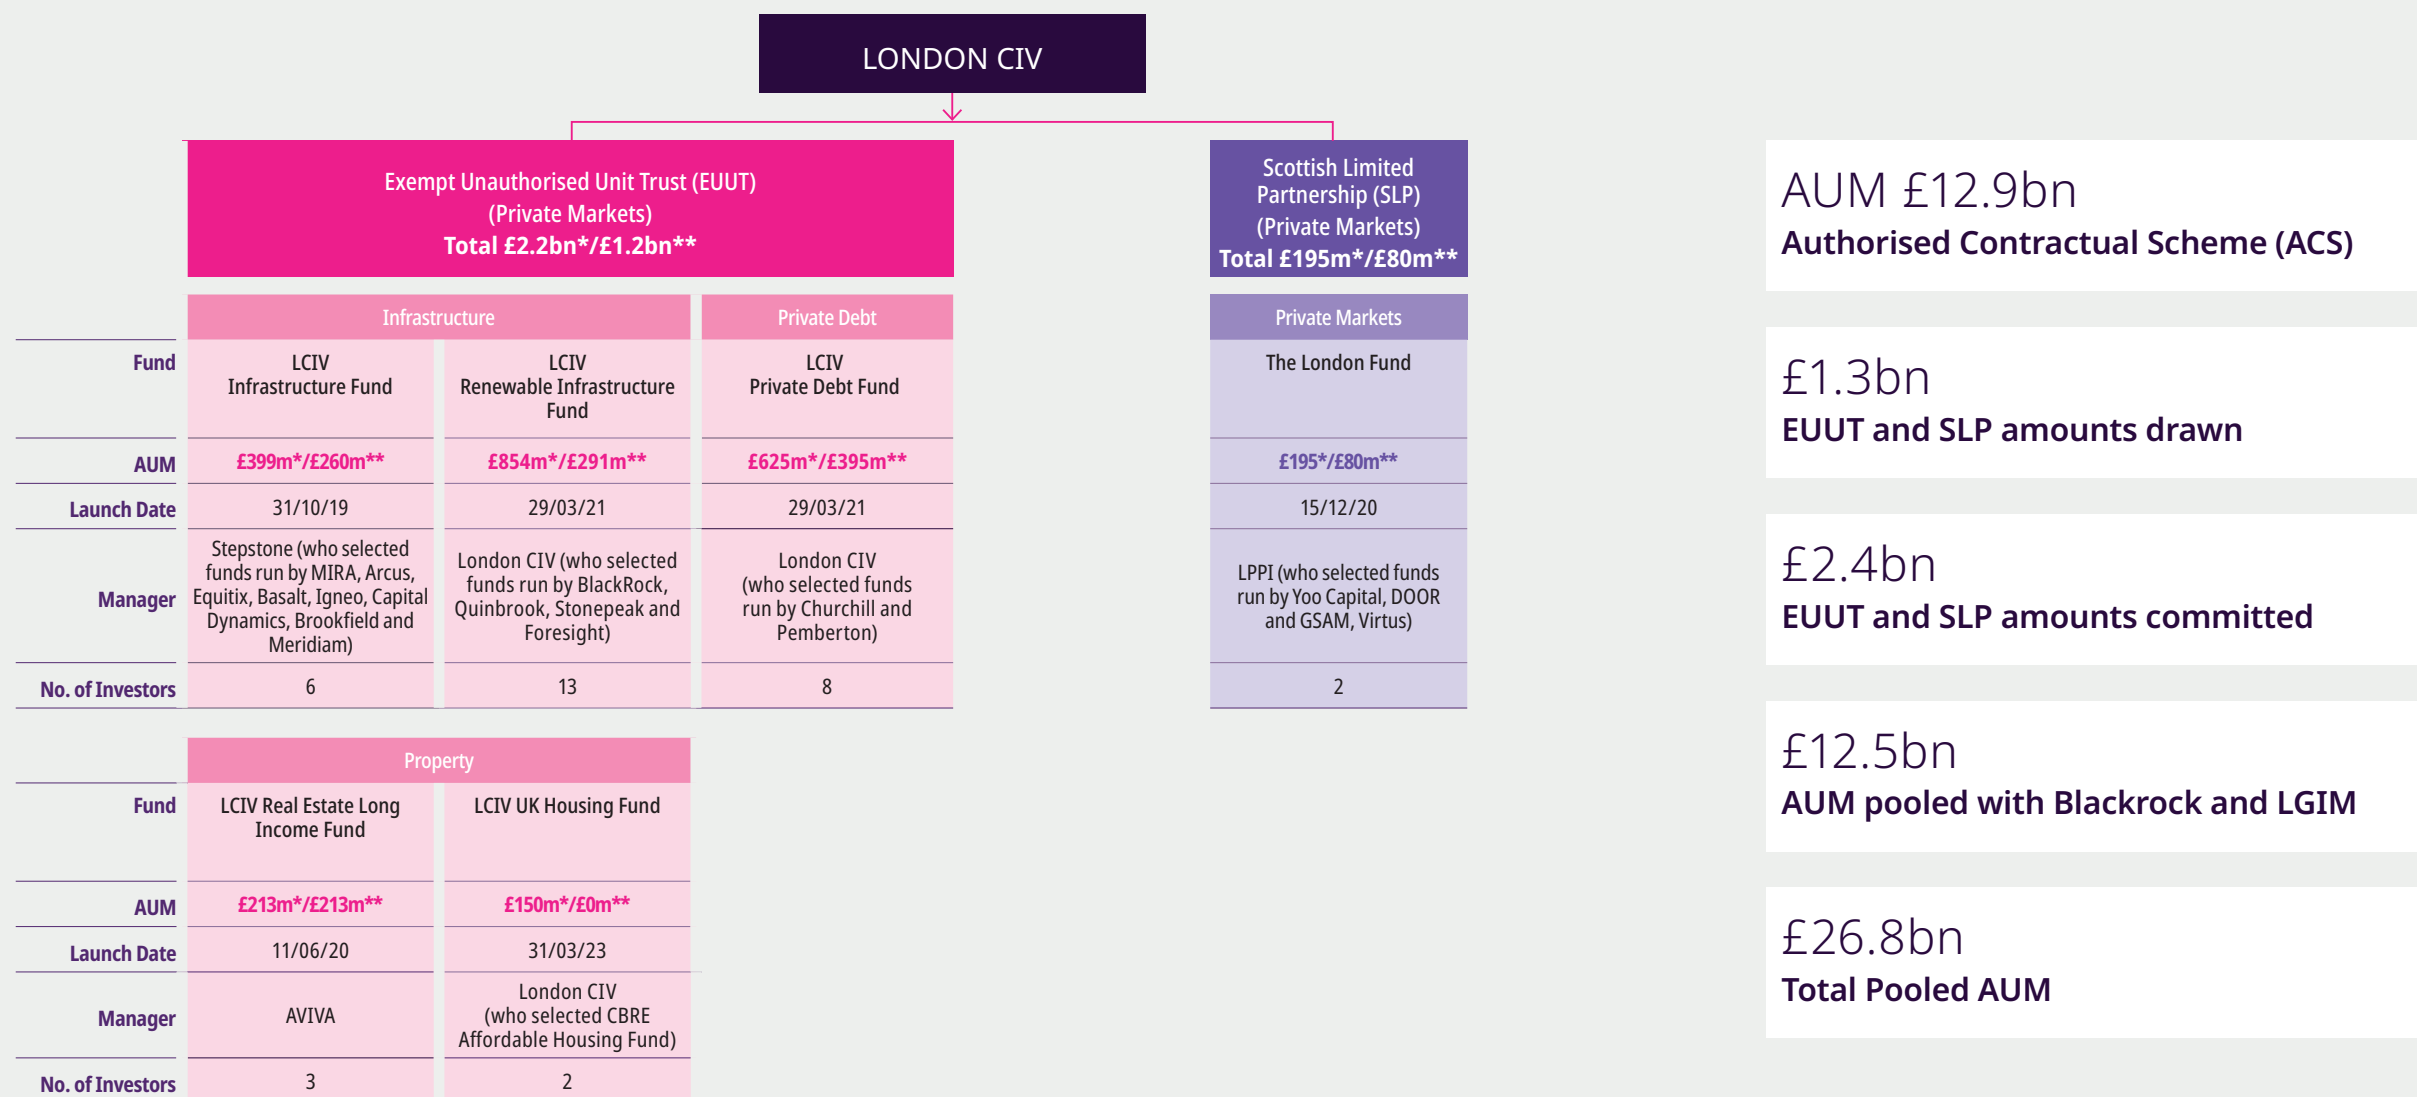 LONDON CIV
Exempt Unauthorised Unit Trust (EUUT)
(Private Markets)
Total £2.2bn*/£1.2bn**
Scottish Limited
Partnership (SLP)
(Private Markets)
Total £195m*/£80m**
Infrastructure
Private Debt
Private Markets
Fund
LCIV
Infrastructure Fund
LCIV
Renewable Infrastructure
Fund
LCIV
Private Debt Fund
The London Fund
AUM
£399m*/£260m**
£854m*/£291m**
£625m*/£395m**
£195*/£80m**
Launch Date
31/10/19
29/03/21
29/03/21
15/12/20
Manager
Stepstone (who selected
funds run by MIRA, Arcus,
Equitix, Basalt, Igneo, Capital
Dynamics, Brookfield and
Meridiam)
London CIV (who selected
funds run by BlackRock,
Quinbrook, Stonepeak and
Foresight)
London CIV
(who selected funds
run by Churchill and
Pemberton)
LPPI (who selected funds
run by Yoo Capital, DOOR
and GSAM, Virtus)
No. of Investors
6
13
8
2
Property
Fund
LCIV Real Estate Long
Income Fund
LCIV UK Housing Fund
AUM
£213m*/£213m**
£150m*/£0m**
Launch Date
11/06/20
31/03/23
Manager
AVIVA
London CIV
(who selected CBRE
Affordable Housing Fund)
No. of Investors
3
2
AUM £12.9bn
Authorised Contractual Scheme (ACS)
£1.3bn
EUUT and SLP amounts drawn
£2.4bn
EUUT and SLP amounts committed
£12.5bn
AUM pooled with Blackrock and LGIM
£26.8bn
Total Pooled AUM